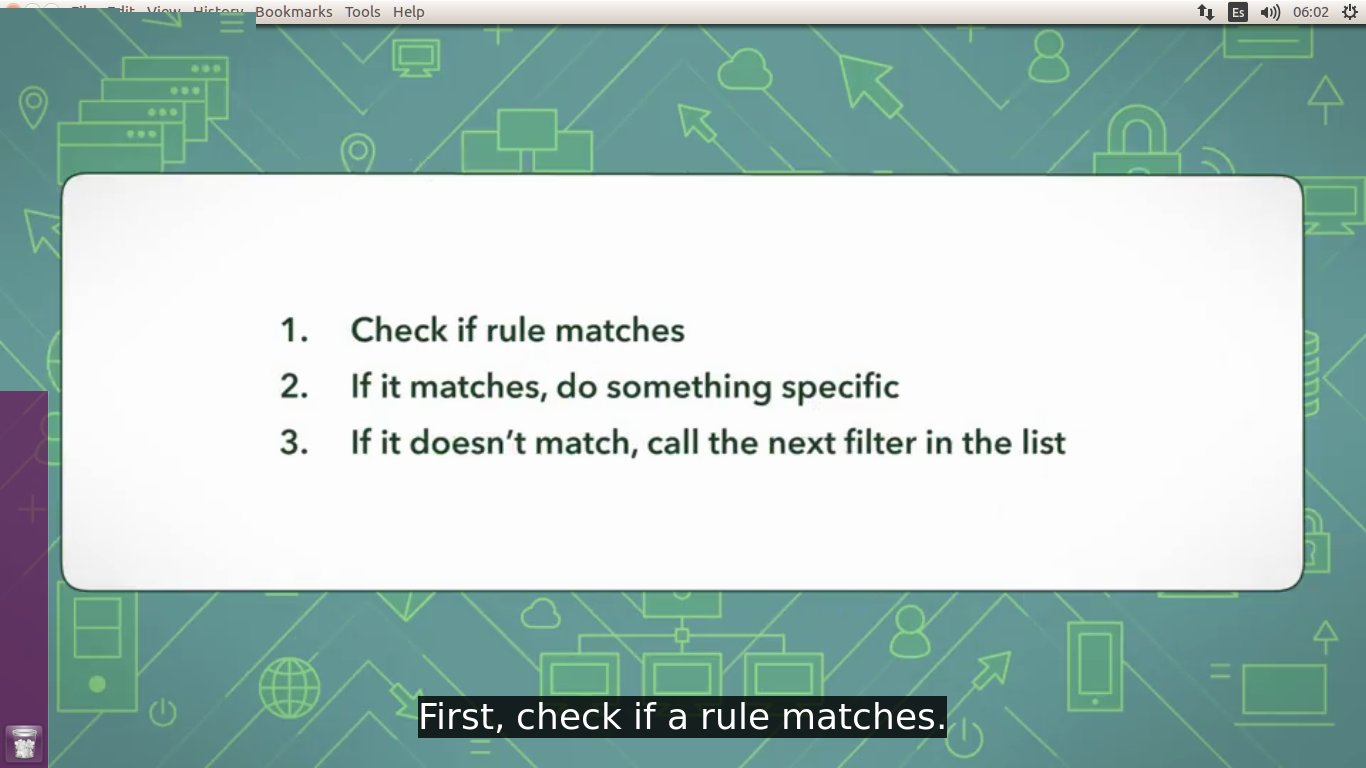 File Edit View History Bookmarks Tools Help
Es 06:02
1. Check if rule matches
2. If it matches, do something specific
3. If it doesn't match, call the next filter in the list
First, check if a rule matches.